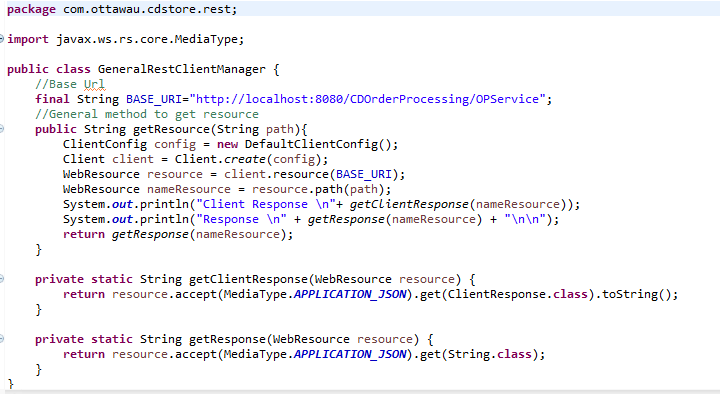 package com.ottawau.cdstore.rest;
import javax.ws.rs.core.MediaType;
public class GeneralRestClientManager {
//Base Url
final String BASE_URI="http://localhost:8080/CDOrderProcessing/OPService";
//General method to get resource
public String getResource(String path){
ClientConfig config = new DefaultClientConfig();
Client client = Client.create(config);
WebResource resource = client.resource(BASE_URI);
WebResource nameResource = resource.path(path);
System.out.println("Client Response \n"+ getClientResponse(nameResource));
System.out.println("Response \n" + getResponse(nameResource) + "\n\n");
return getResponse(nameResource);
}
private static String getClientResponse(WebResource resource) {
return resource.accept(MediaType.APPLICATION_JSON).get(ClientResponse.class).toString();
}
private static String getResponse(WebResource resource) {
return resource.accept(MediaType.APPLICATION_JSON).get(String.class);
}
}